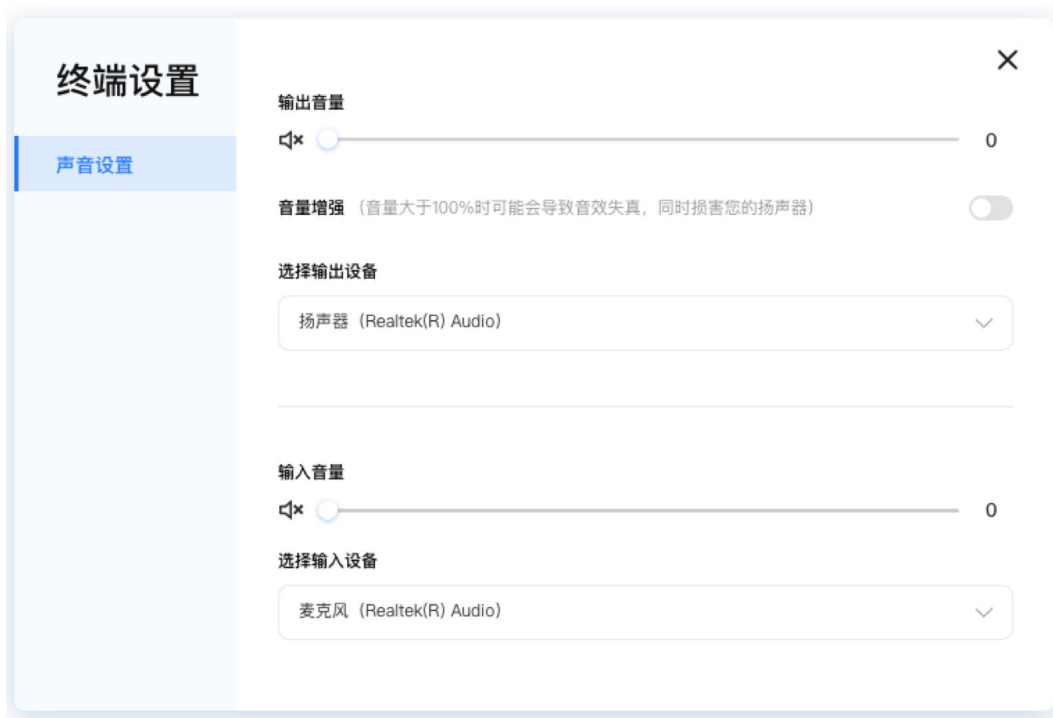 终端设置
声音设置
输出音量
0
音量增强（音量大于100%时可能会导致音效失真，同时损害您的扬声器）
选择输出设备
扬声器（Realtek(R) Audio）
输入音量
0
选择输入设备
麦克风（Realtek(R) Audio）